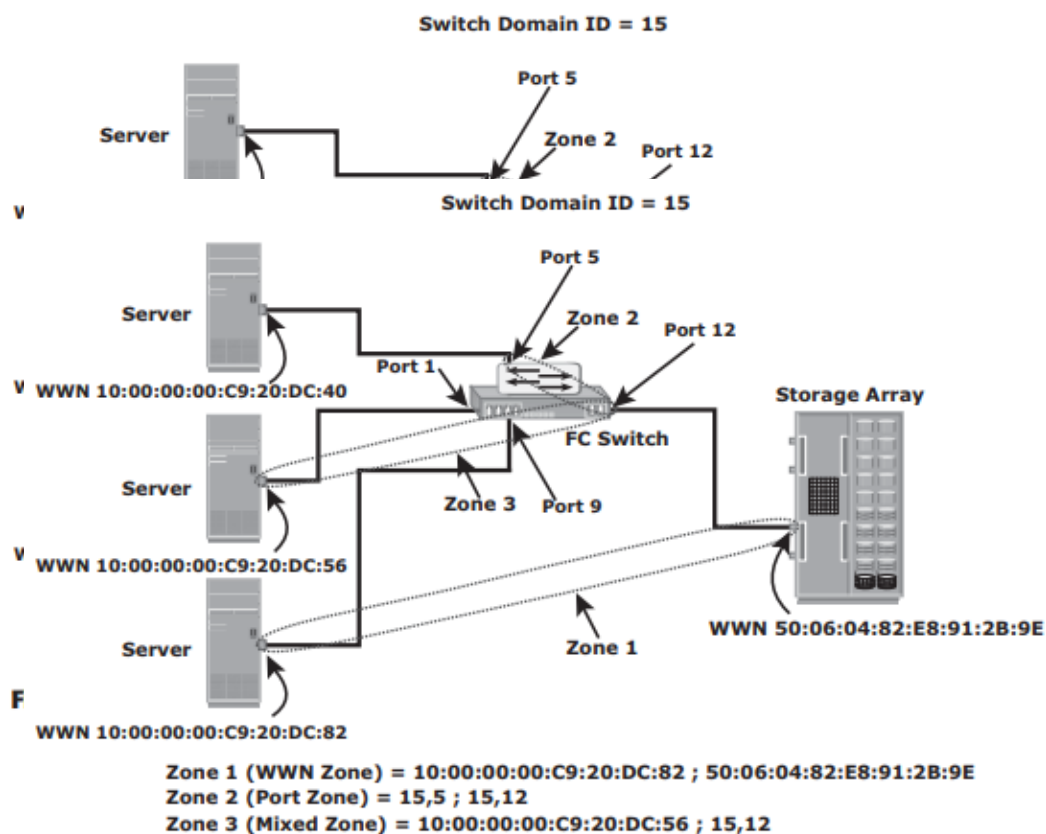 Switch Domain ID = 15
Port 5
Server
Zone 2
Port 12
Switch Domain ID = 15
Port 5
Server
Zone 2
Port 12
Port 1
WWN 10:00:00:00:C9:20:DC:40
Storage Array
FC Switch
Server
Zone 3
Port 9
WWN 10:00:00:00:C9:20:DC:56
WWN 50:06:04:82:E8:91:2B:9E
Server
Zone 1
F
WWN 10:00:00:00:C9:20:DC:82
Zone 1 (WWN Zone) = 10:00:00:00:C9:20:DC:82 ; 50:06:04:82:E8:91:2B:9E
Zone 2 (Port Zone) = 15,5 ; 15,12
Zone 3 (Mixed Zone) = 10:00:00:00:C9:20:DC:56 ; 15,12